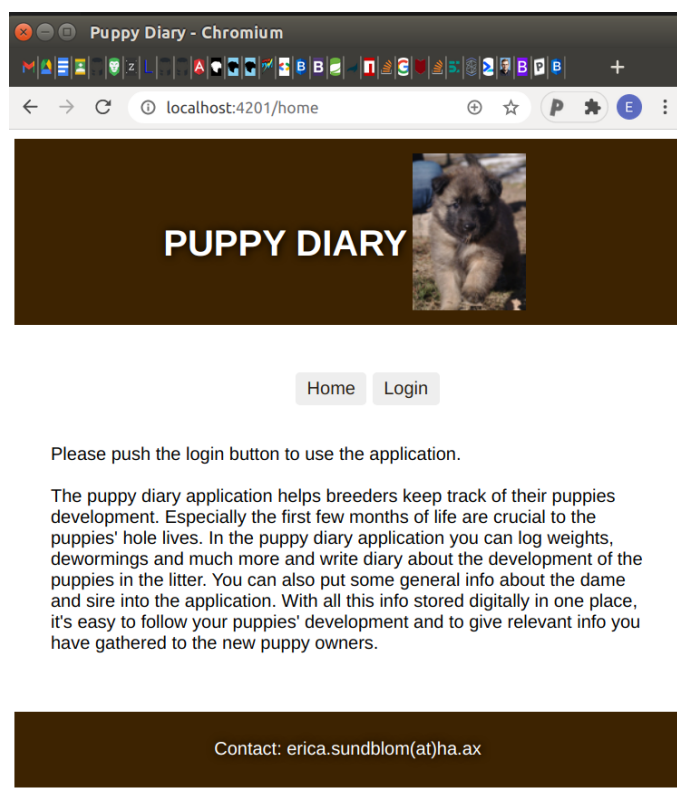 Puppy Diary - Chromium
localhost:4201/home
E
PUPPY DIARY
Home Login
Please push the login button to use the application.
The puppy diary application helps breeders keep track of their puppies
development. Especially the first few months of life are crucial to the
puppies' hole lives. In the puppy diary application you can log weights,
dewormings and much more and write diary about the development of the
puppies in the litter. You can also put some general info about the dame
and sire into the application. With all this info stored digitally in one place,
it's easy to follow your puppies' development and to give relevant info you
have gathered to the new puppy owners.
Contact: erica.sundblom(at)ha.ax